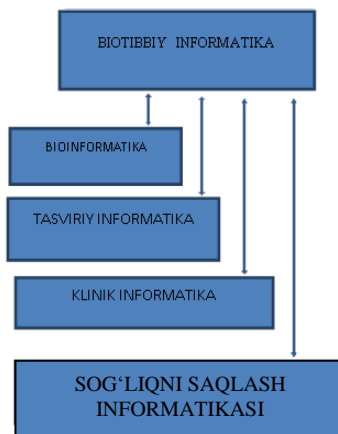 BIOTIBBIY INFORMATIKA
BIOINFORMATIKA
TASVIRIY INFORMATIKA
KLINIK INFORMATIKA
SOG‘LIQNI SAQLASH
INFORMATIKASI